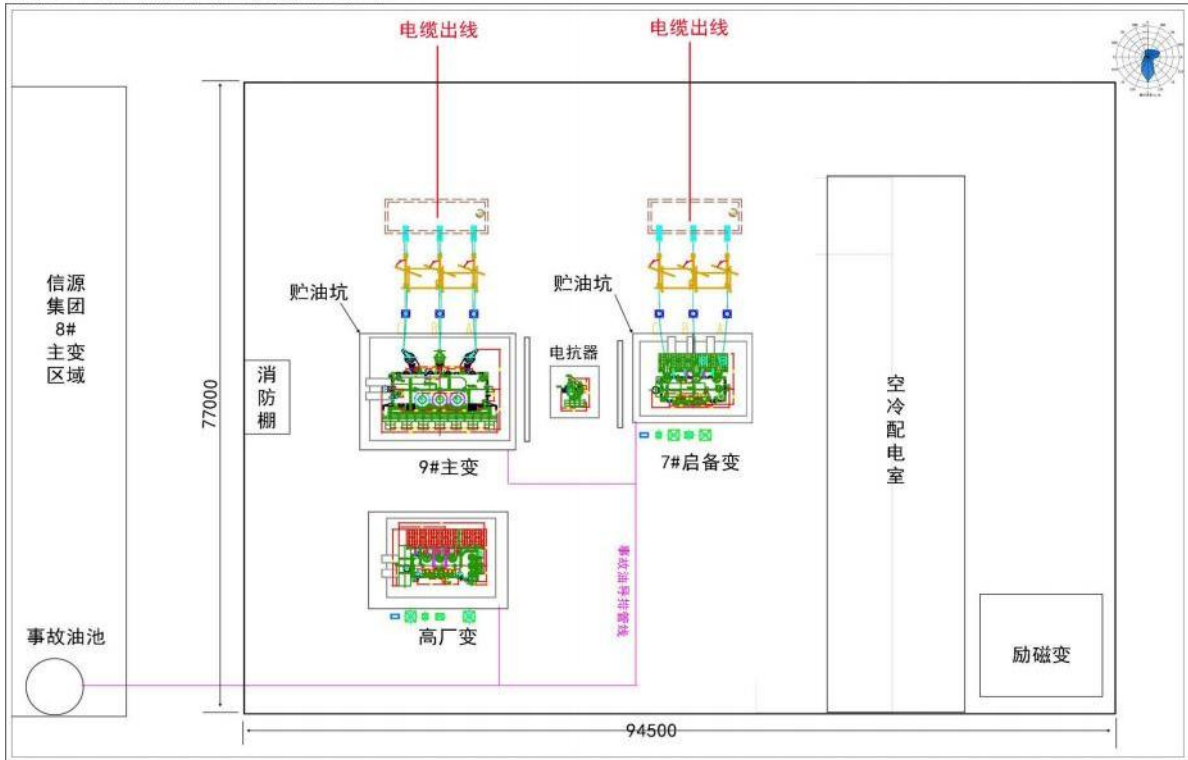 电缆出线
电缆出线
信源
集团
8#
主变
区域
77000
消
防
棚
贮油坑
C B A
贮油坑
C B A
电抗器
9#主变
7#启备变
空
冷
配
电
室
事故油导排管线
高厂变
事故油池
励磁变
94500